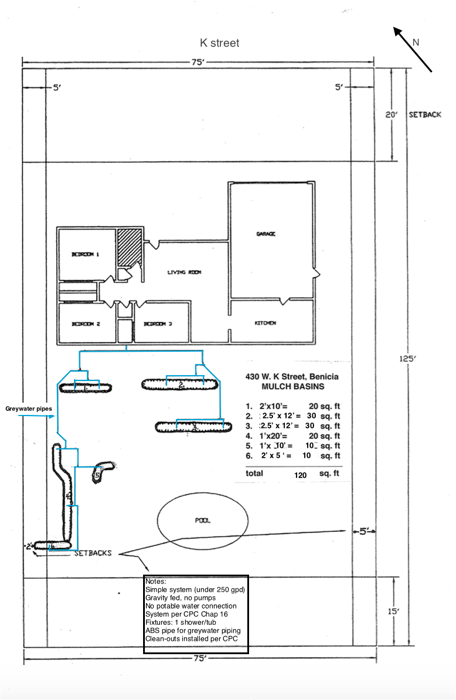 K street
N
75'
5'
5'
20'
SETBACK
GARAGE
BEDROOM 1
LIVING ROOM
BEDROOM 2
BEDROOM 3
KITCHEN
125'
430 W. K Street, Benicia
MULCH BASINS
Greywater pipes
1. 2'x10'= 20 sq. ft
2. 2.5' x 12' = 30 sq. ft
3. 2.5' x 12' = 30 sq. ft
4. 1'x20'= 20 sq. ft
5. 1'x 10' = 10 sq. ft
6. 2' x 5' = 10 sq. ft
total 120 sq. ft
POOL
5'
2'
SETBACKS
Notes:
Simple system (under 250 gpd)
Gravity fed, no pumps
No potable water connection
System per CPC Chap 16
Fixtures: 1 shower/tub
ABS pipe for greywater piping
Clean-outs installed per CPC
15'
75'